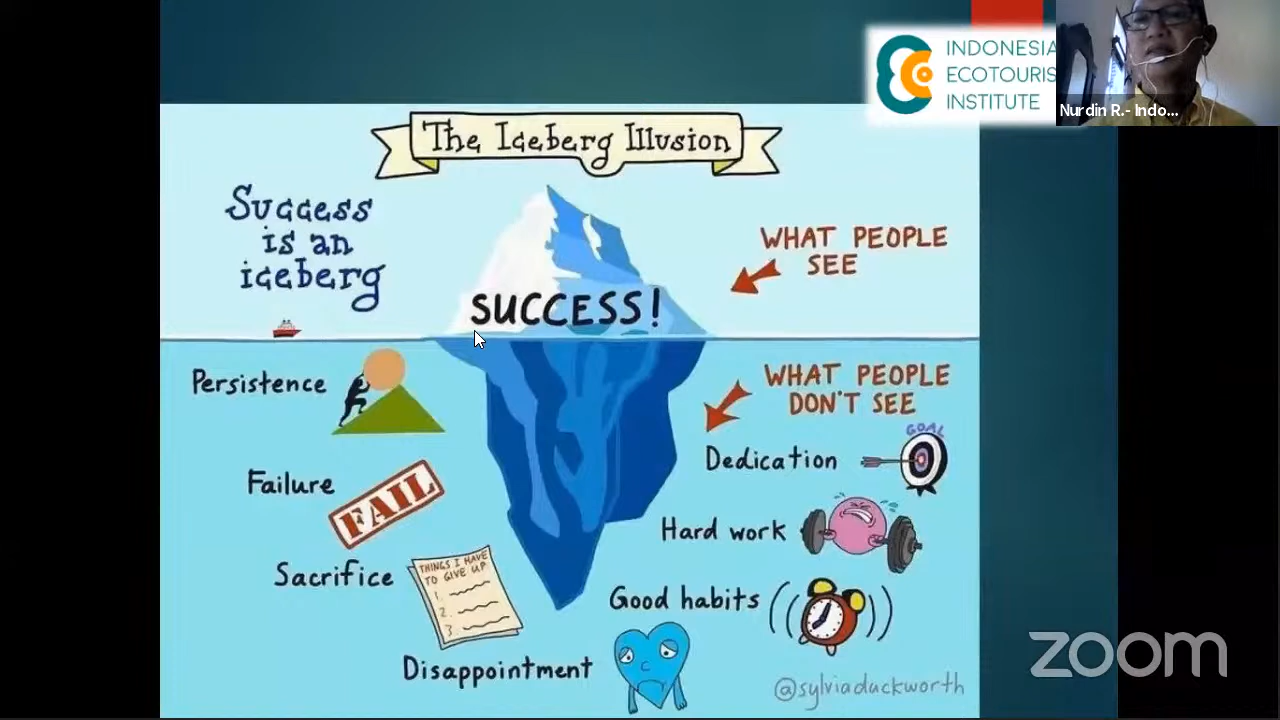 INDONESIA
ECOTOURIS
INSTITUTE
Nurdin R.- Indo...
The Iceberg Illusion
Success
is an
iceberg
WHAT PEOPLE
SEE
SUCCESS!
Persistence
WHAT PEOPLE
DON'T SEE
GOAL
Dedication
Failure
FAIL
Hard work
Sacrifice
THINGS I HAVE
TO GIVE UP
1.
2.
3.
Good habits
Disappointment
@sylviaduckworth
zoom